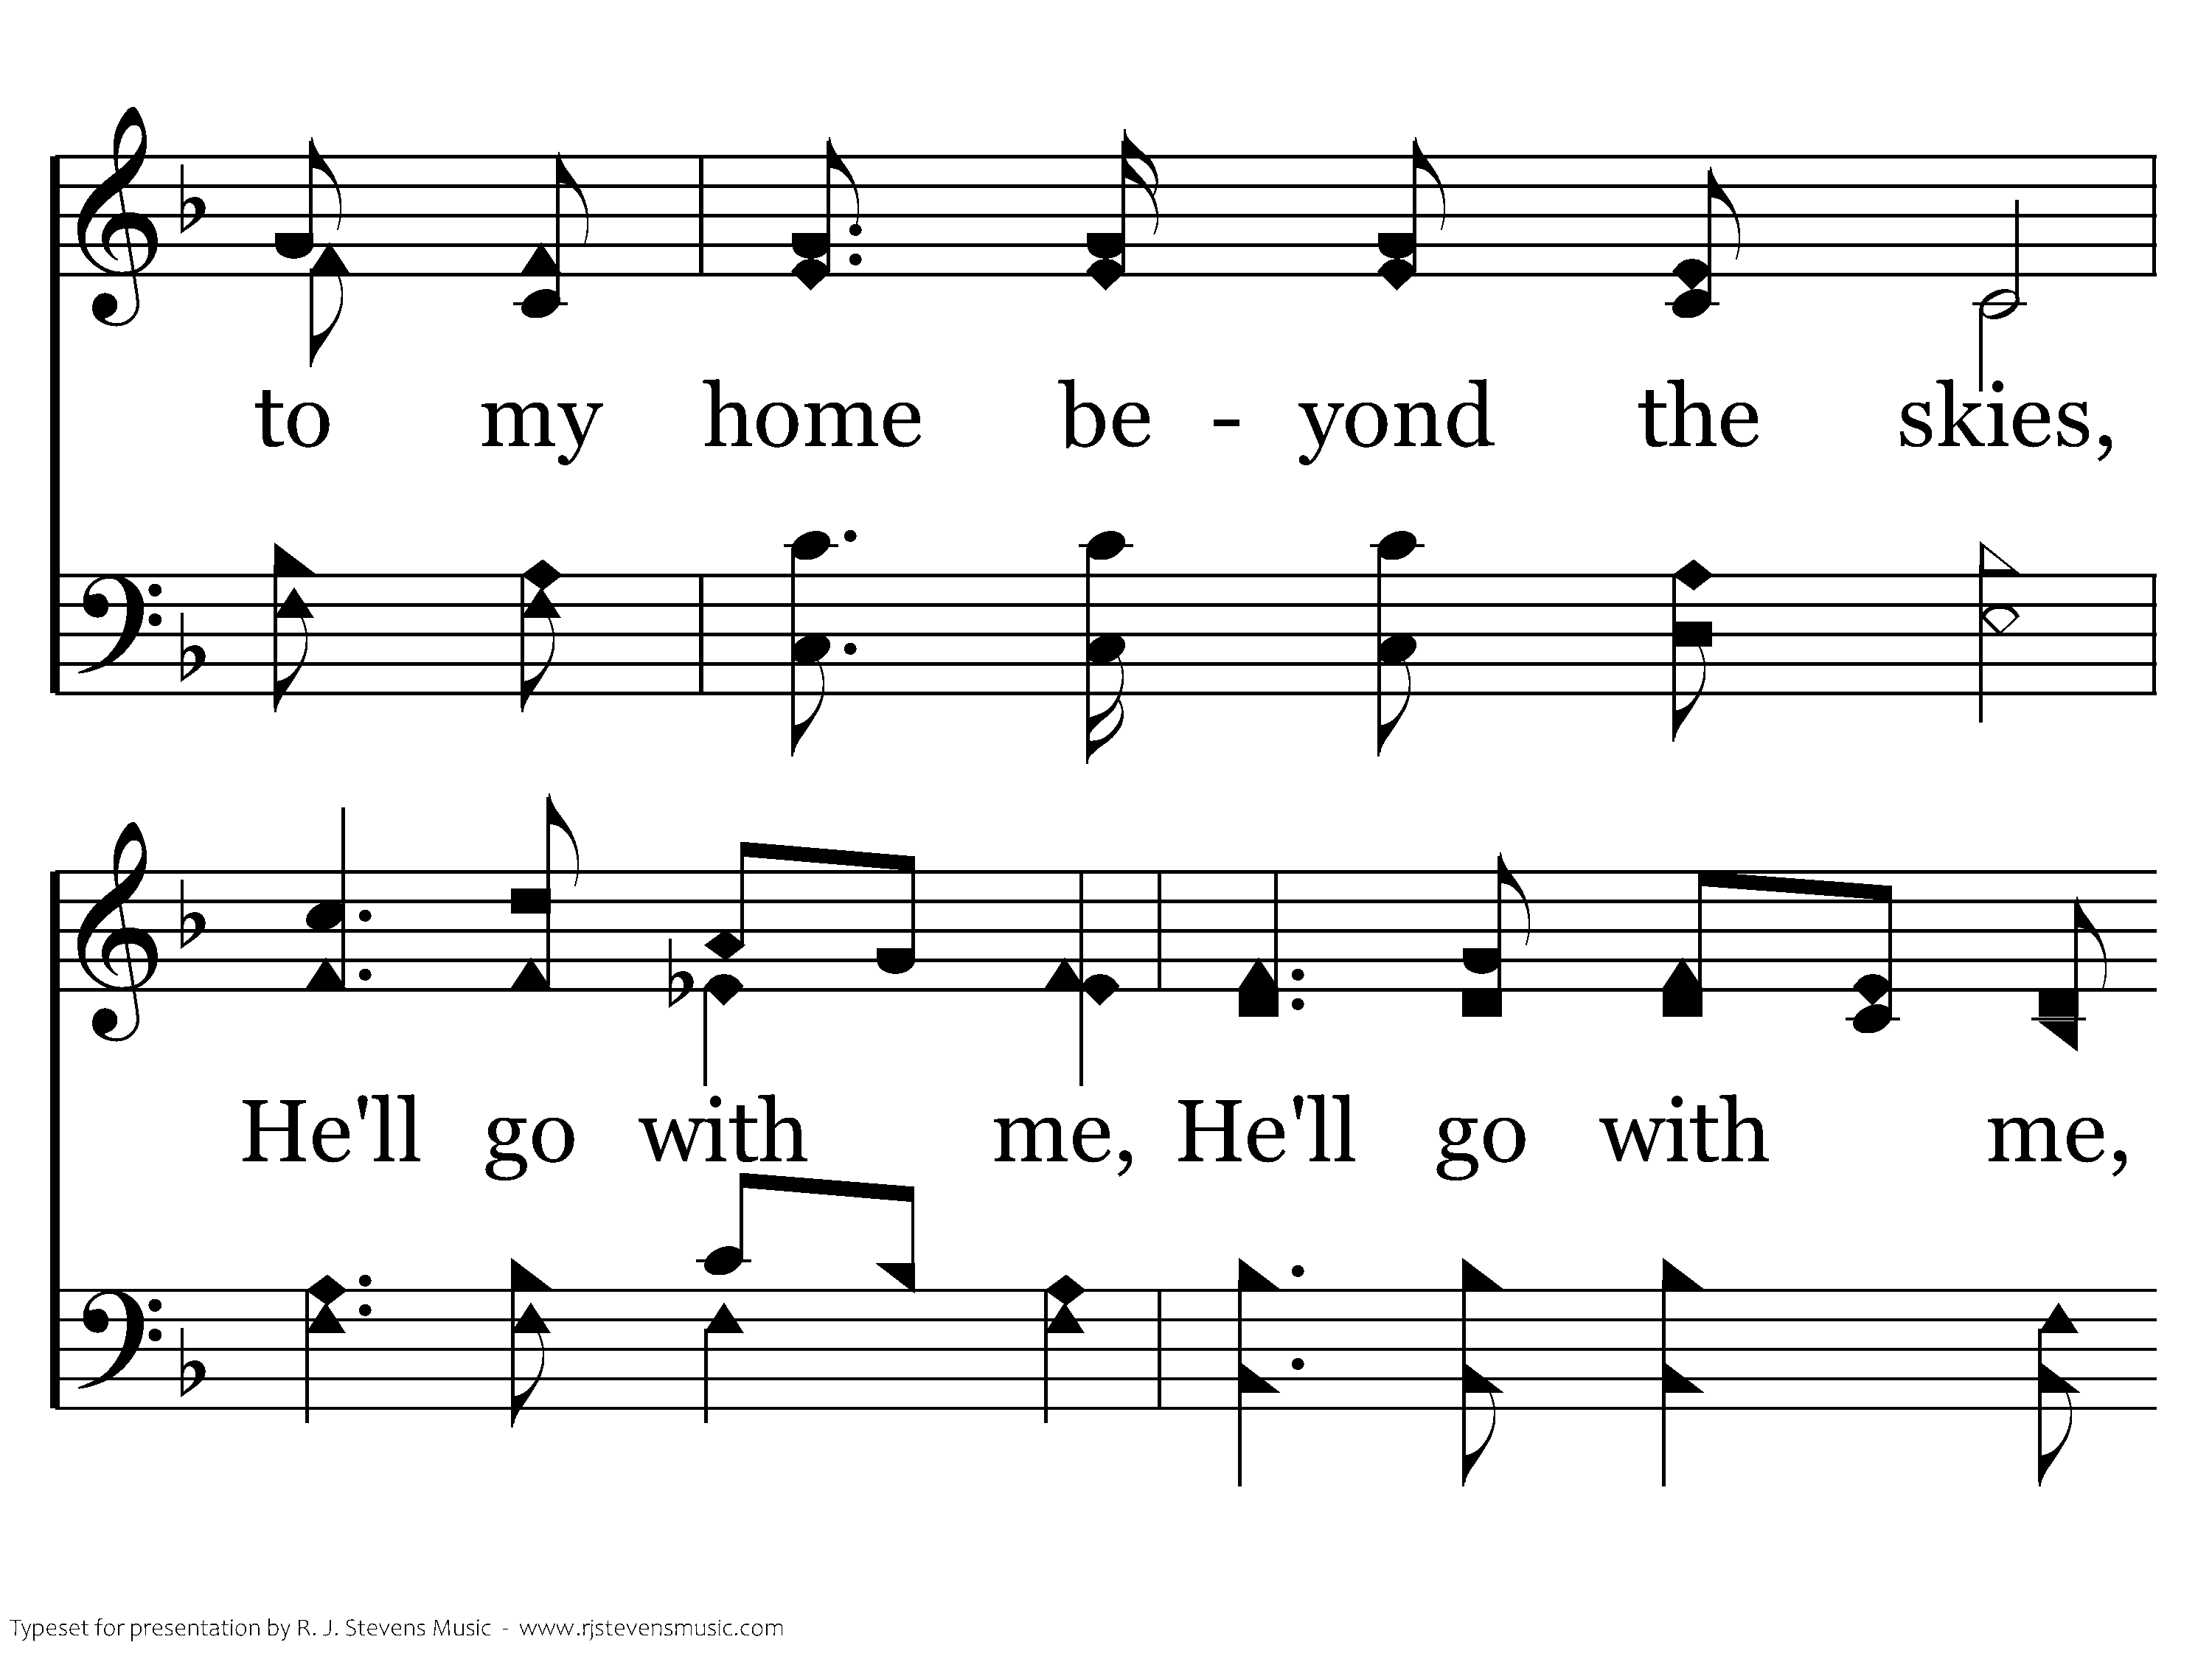 to my home be - yond the skies,
He'll go with me, He'll go with me,
Typeset for presentation by R. J. Stevens Music - www.rjstevensmusic.com